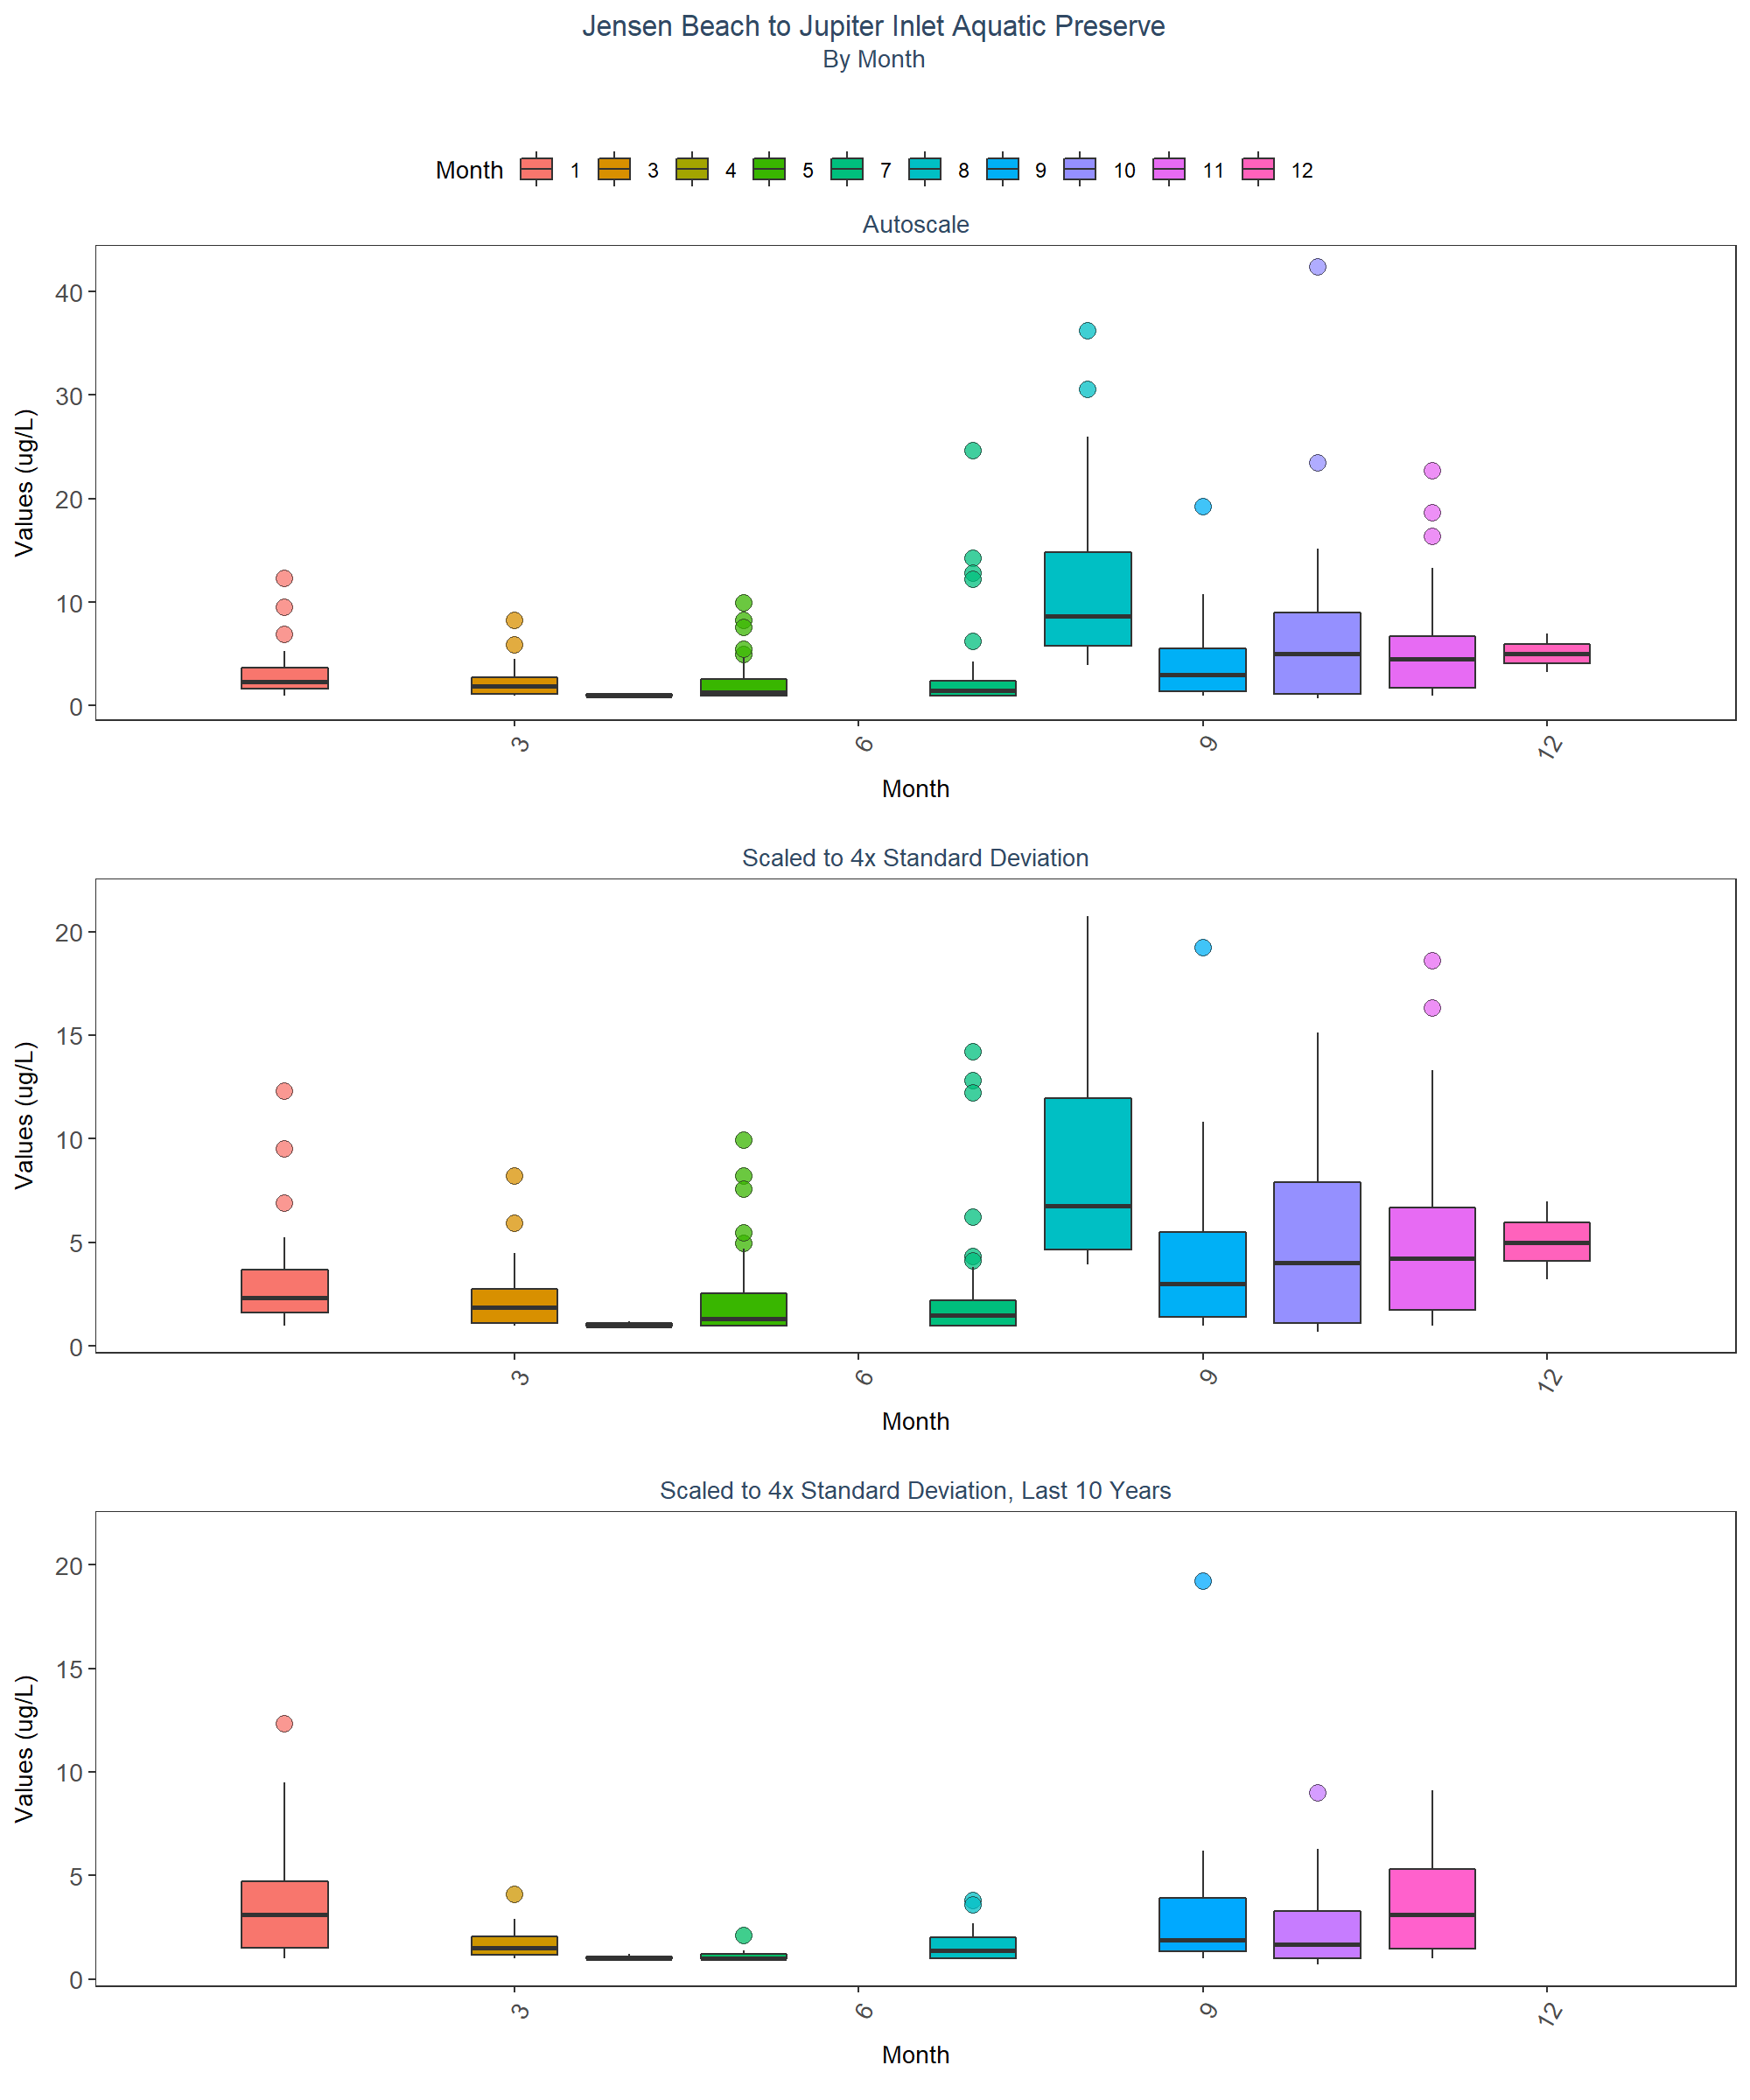 Jensen Beach to Jupiter Inlet Aquatic Preserve
By Month
Month 1 3 4 5 7 8 9 10 11 12
Autoscale
Values (ug/L)
40
30
20
10
0
3 6 9 12
Month
Scaled to 4x Standard Deviation
Values (ug/L)
20
15
10
5
0
3 6 9 12
Month
Scaled to 4x Standard Deviation, Last 10 Years
Values (ug/L)
20
15
10
5
0
3 6 9 12
Month